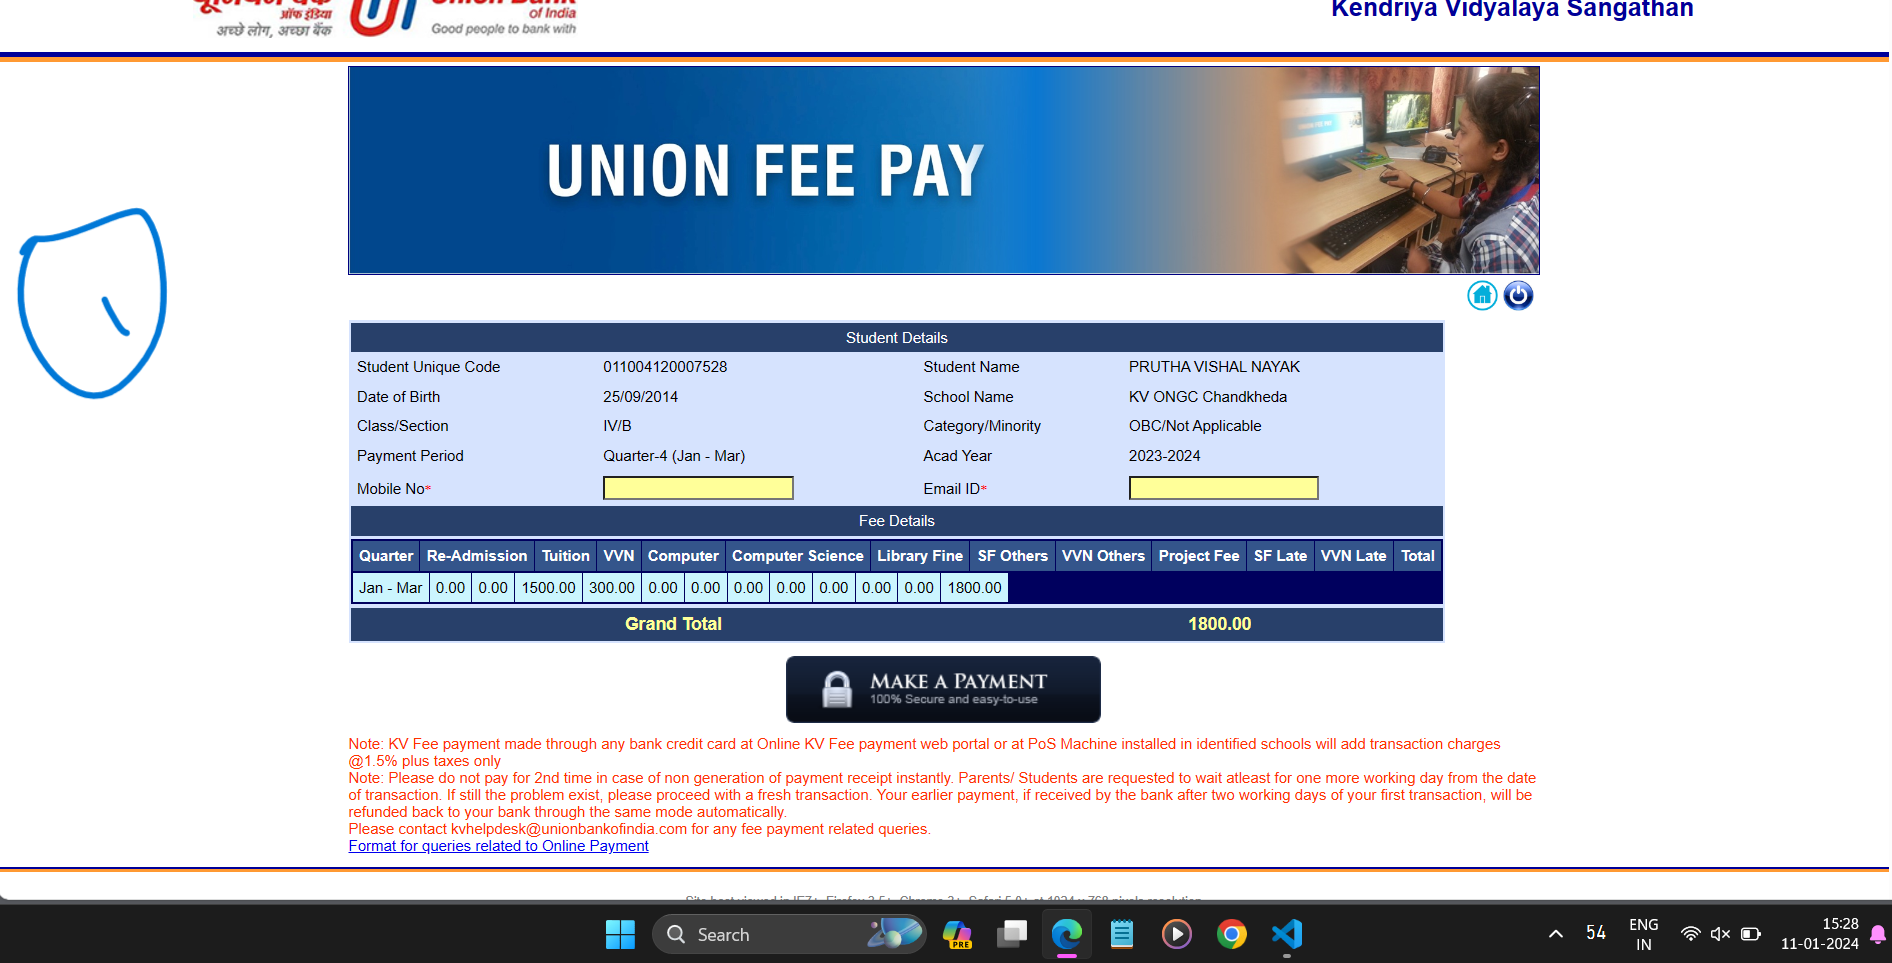 ऑफ इंडिया
of India
अच्छे लोग, अच्छा बैंक
Good people to bank with
Kendriya Vidyalaya Sangathan
UNION FEE PAY
Student Details
Student Unique Code 011004120007528 Student Name PRUTHA VISHAL NAYAK
Date of Birth 25/09/2014 School Name KV ONGC Chandkheda
Class/Section IV/B Category/Minority OBC/Not Applicable
Payment Period Quarter-4 (Jan - Mar) Acad Year 2023-2024
Mobile No* Email ID*
Fee Details
Quarter Re-Admission Tuition VVN Computer Computer Science Library Fine SF Others VVN Others Project Fee SF Late VVN Late Total
Jan - Mar 0.00 0.00 1500.00 300.00 0.00 0.00 0.00 0.00 0.00 0.00 0.00 1800.00
Grand Total 1800.00
MAKE A PAYMENT
100% Secure and easy-to-use
Note: KV Fee payment made through any bank credit card at Online KV Fee payment web portal or at PoS Machine installed in identified schools will add transaction charges
@1.5% plus taxes only
Note: Please do not pay for 2nd time in case of non generation of payment receipt instantly. Parents/ Students are requested to wait atleast for one more working day from the date
of transaction. If still the problem exist, please proceed with a fresh transaction. Your earlier payment, if received by the bank after two working days of your first transaction, will be
refunded back to your bank through the same mode automatically.
Please contact kvhelpdesk@unionbankofindia.com for any fee payment related queries.
Format for queries related to Online Payment
Search
PRE
54
ENG
IN
15:28
11-01-2024